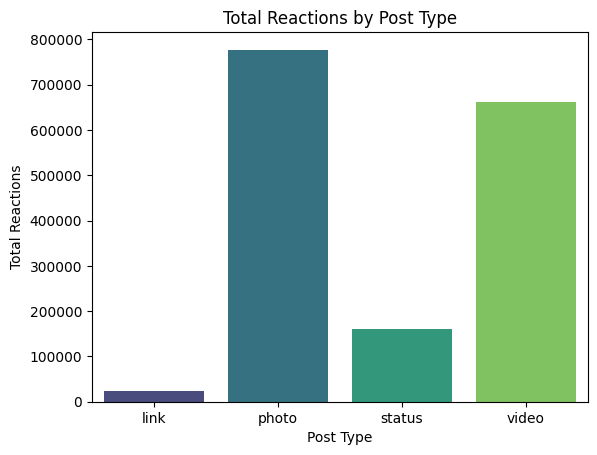 Total Reactions by Post Type
Total Reactions
800000
700000
600000
500000
400000
300000
200000
100000
0
link photo status video
Post Type